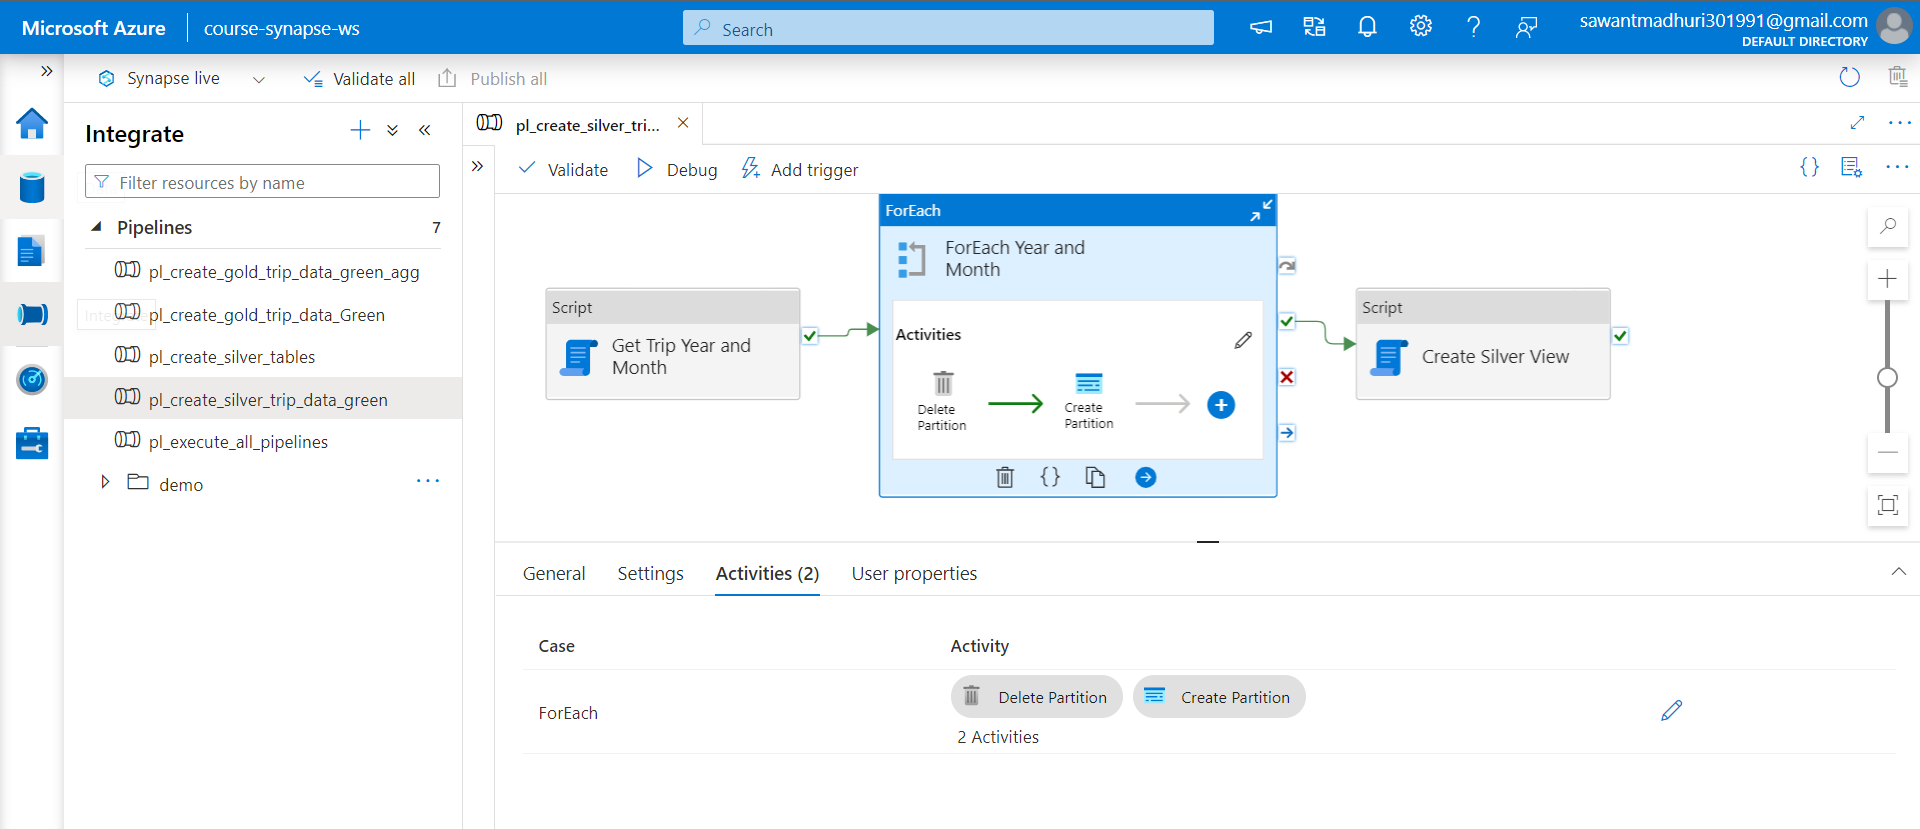 Microsoft Azure
course-synapse-ws
Search
sawantmadhuri301991@gmail.com
DEFAULT DIRECTORY
Synapse live
Validate all
Publish all
Integrate
pl_create_silver_tri...
Validate
Debug
Add trigger
Filter resources by name
Pipelines
7
pl_create_gold_trip_data_green_agg
pl_create_gold_trip_data_Green
pl_create_silver_tables
pl_create_silver_trip_data_green
pl_execute_all_pipelines
demo
Script
Get Trip Year and
Month
ForEach
ForEach Year and
Month
Activities
Delete
Partition
Create
Partition
Script
Create Silver View
General
Settings
Activities (2)
User properties
Case
Activity
ForEach
Delete Partition
Create Partition
2 Activities